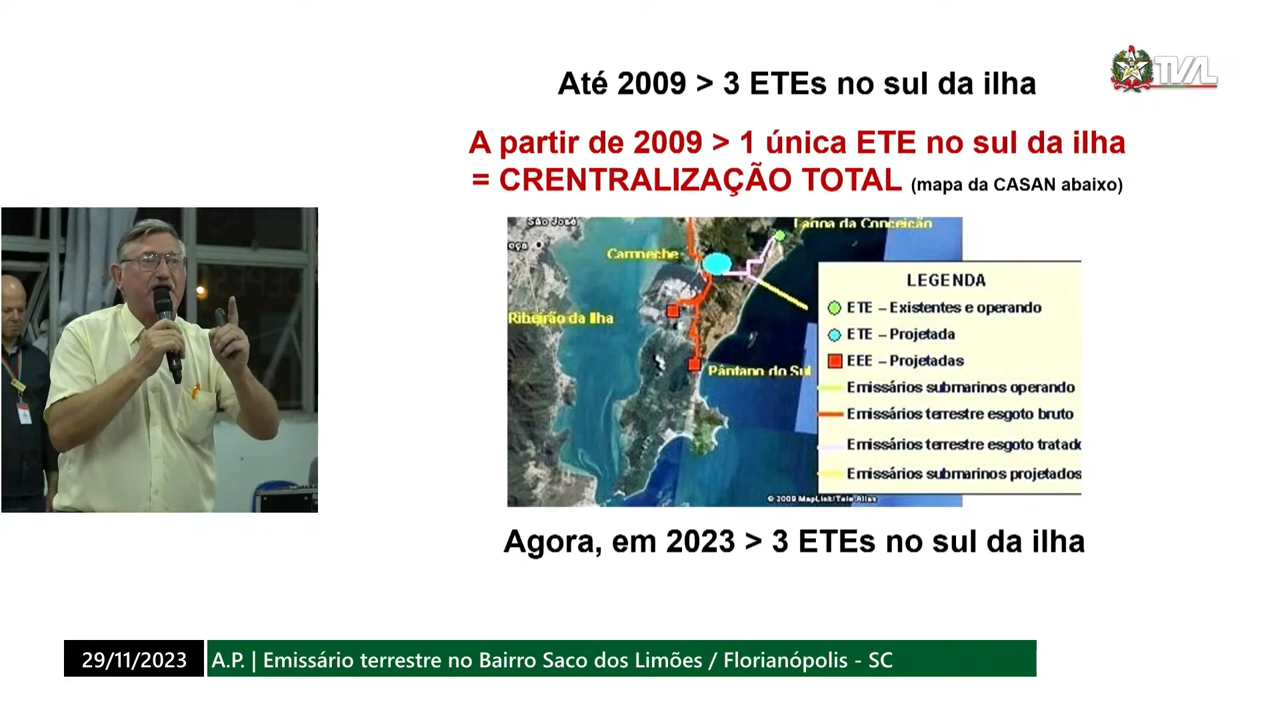 Até 2009 > 3 ETEs no sul da ilha
TVAL
A partir de 2009 > 1 única ETE no sul da ilha
= CRENTRALIZAÇÃO TOTAL (mapa da CASAN abaixo)
São José
Lagoa da Conceição
oça
Campeche
Ribeirão da Ilha
Pântano do Sul
LEGENDA
ETE – Existentes e operando
ETE – Projetada
EEE – Projetadas
Emissários submarinos operando
Emissários terrestre esgoto bruto
Emissários terrestre esgoto tratado
Emissários submarinos projetados
© 2009 MapLink/Tele Atlas
Agora, em 2023 > 3 ETEs no sul da ilha
29/11/2023 A.P. | Emissário terrestre no Bairro Saco dos Limões / Florianópolis - SC